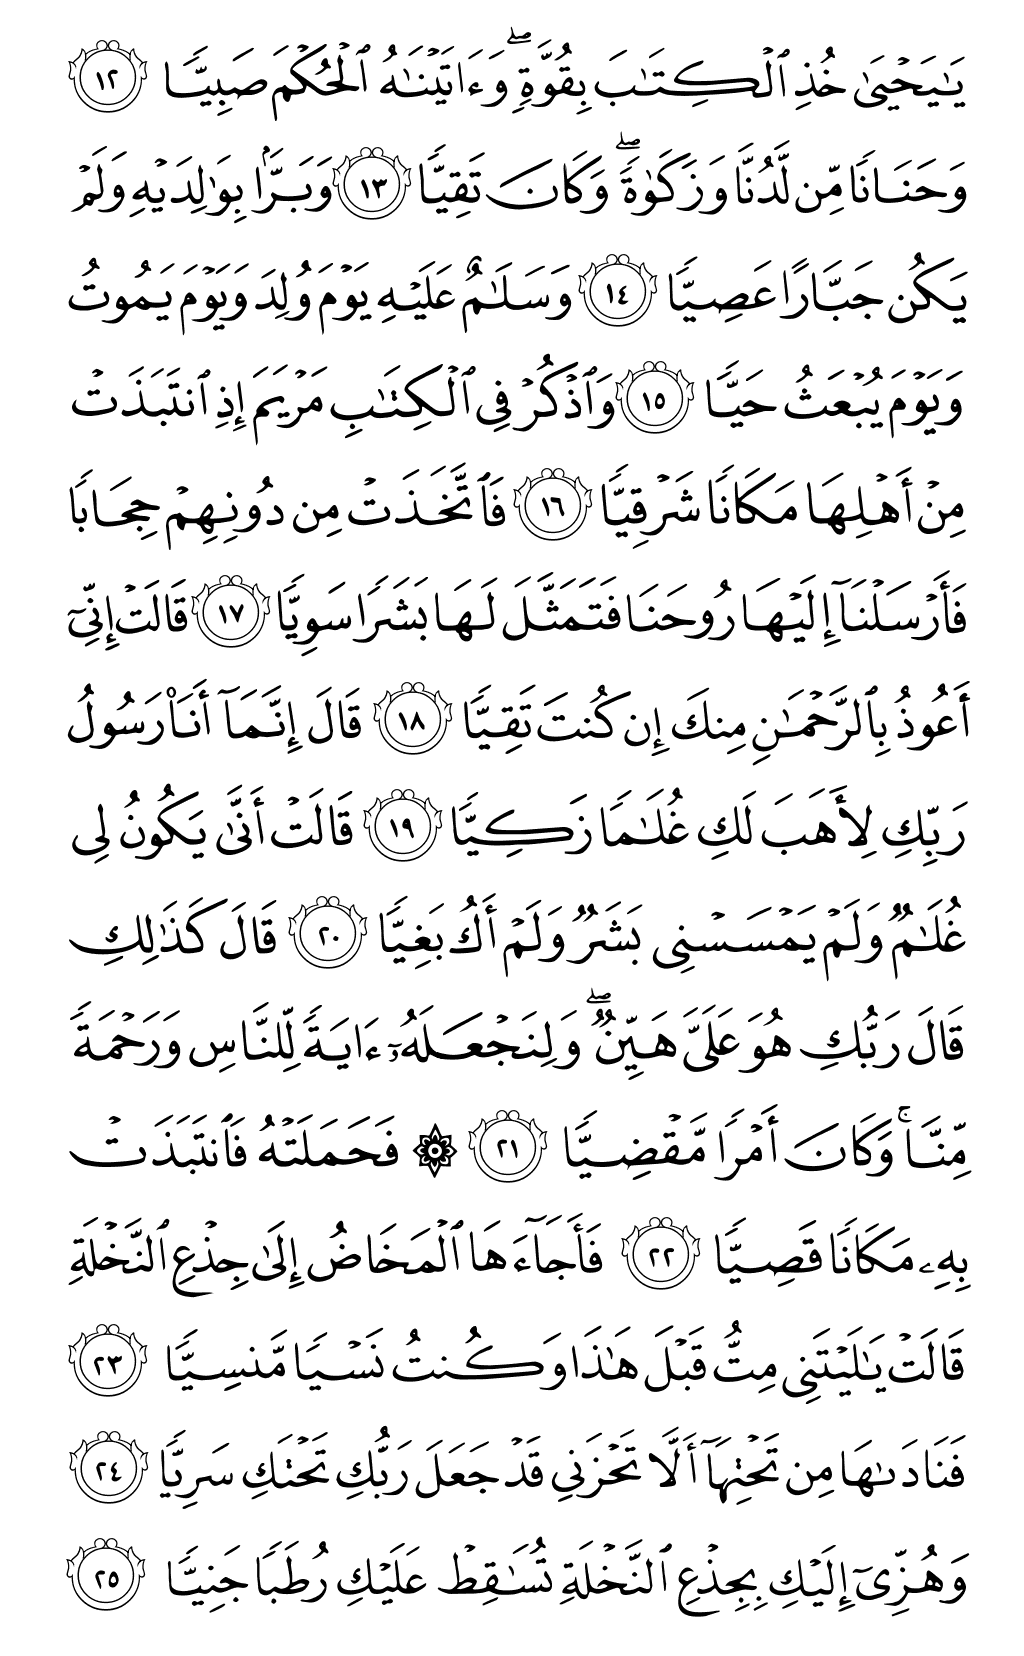 يَـٰيَحْيَىٰ خُذِ ٱلْكِتَـٰبَ بِقُوَّةٍۖ وَءَاتَيْنَـٰهُ ٱلْحُكْمَ صَبِيًّا ١٢
وَحَنَانًا مِّن لَّدُنَّا وَزَكَوٰةًۖ وَكَانَ تَقِيًّا ١٣ وَبَرًّۢا بِوَٰلِدَيْهِ وَلَمْ
يَكُن جَبَّارًا عَصِيًّا ١٤ وَسَلَـٰمٌ عَلَيْهِ يَوْمَ وُلِدَ وَيَوْمَ يَمُوتُ
وَيَوْمَ يُبْعَثُ حَيًّا ١٥ وَٱذْكُرْ فِى ٱلْكِتَـٰبِ مَرْيَمَ إِذِ ٱنتَبَذَتْ
مِنْ أَهْلِهَا مَكَانًا شَرْقِيًّا ١٦ فَٱتَّخَذَتْ مِن دُونِهِمْ حِجَابًا
فَأَرْسَلْنَآ إِلَيْهَا رُوحَنَا فَتَمَثَّلَ لَهَا بَشَرًا سَوِيًّا ١٧ قَالَتْ إِنِّىٓ
أَعُوذُ بِٱلرَّحْمَـٰنِ مِنكَ إِن كُنتَ تَقِيًّا ١٨ قَالَ إِنَّمَآ أَنَا۠ رَسُولُ
رَبِّكِ لِأَهَبَ لَكِ غُلَـٰمًا زَكِيًّا ١٩ قَالَتْ أَنَّىٰ يَكُونُ لِى
غُلَـٰمٌ وَلَمْ يَمْسَسْنِى بَشَرٌ وَلَمْ أَكُ بَغِيًّا ٢٠ قَالَ كَذَٰلِكِ
قَالَ رَبُّكِ هُوَ عَلَىَّ هَيِّنٌۖ وَلِنَجْعَلَهُۥٓ ءَايَةً لِّلنَّاسِ وَرَحْمَةً
مِّنَّاۚ وَكَانَ أَمْرًا مَّقْضِيًّا ٢١ ۞ فَحَمَلَتْهُ فَٱنتَبَذَتْ
بِهِۦ مَكَانًا قَصِيًّا ٢٢ فَأَجَآءَهَا ٱلْمَخَاضُ إِلَىٰ جِذْعِ ٱلنَّخْلَةِ
قَالَتْ يَـٰلَيْتَنِى مِتُّ قَبْلَ هَـٰذَا وَكُنتُ نَسْيًا مَّنسِيًّا ٢٣
فَنَادَىٰهَا مِن تَحْتِهَآ أَلَّا تَحْزَنِى قَدْ جَعَلَ رَبُّكِ تَحْتَكِ سَرِيًّا ٢٤
وَهُزِّىٓ إِلَيْكِ بِجِذْعِ ٱلنَّخْلَةِ تُسَـٰقِطْ عَلَيْكِ رُطَبًا جَنِيًّا ٢٥